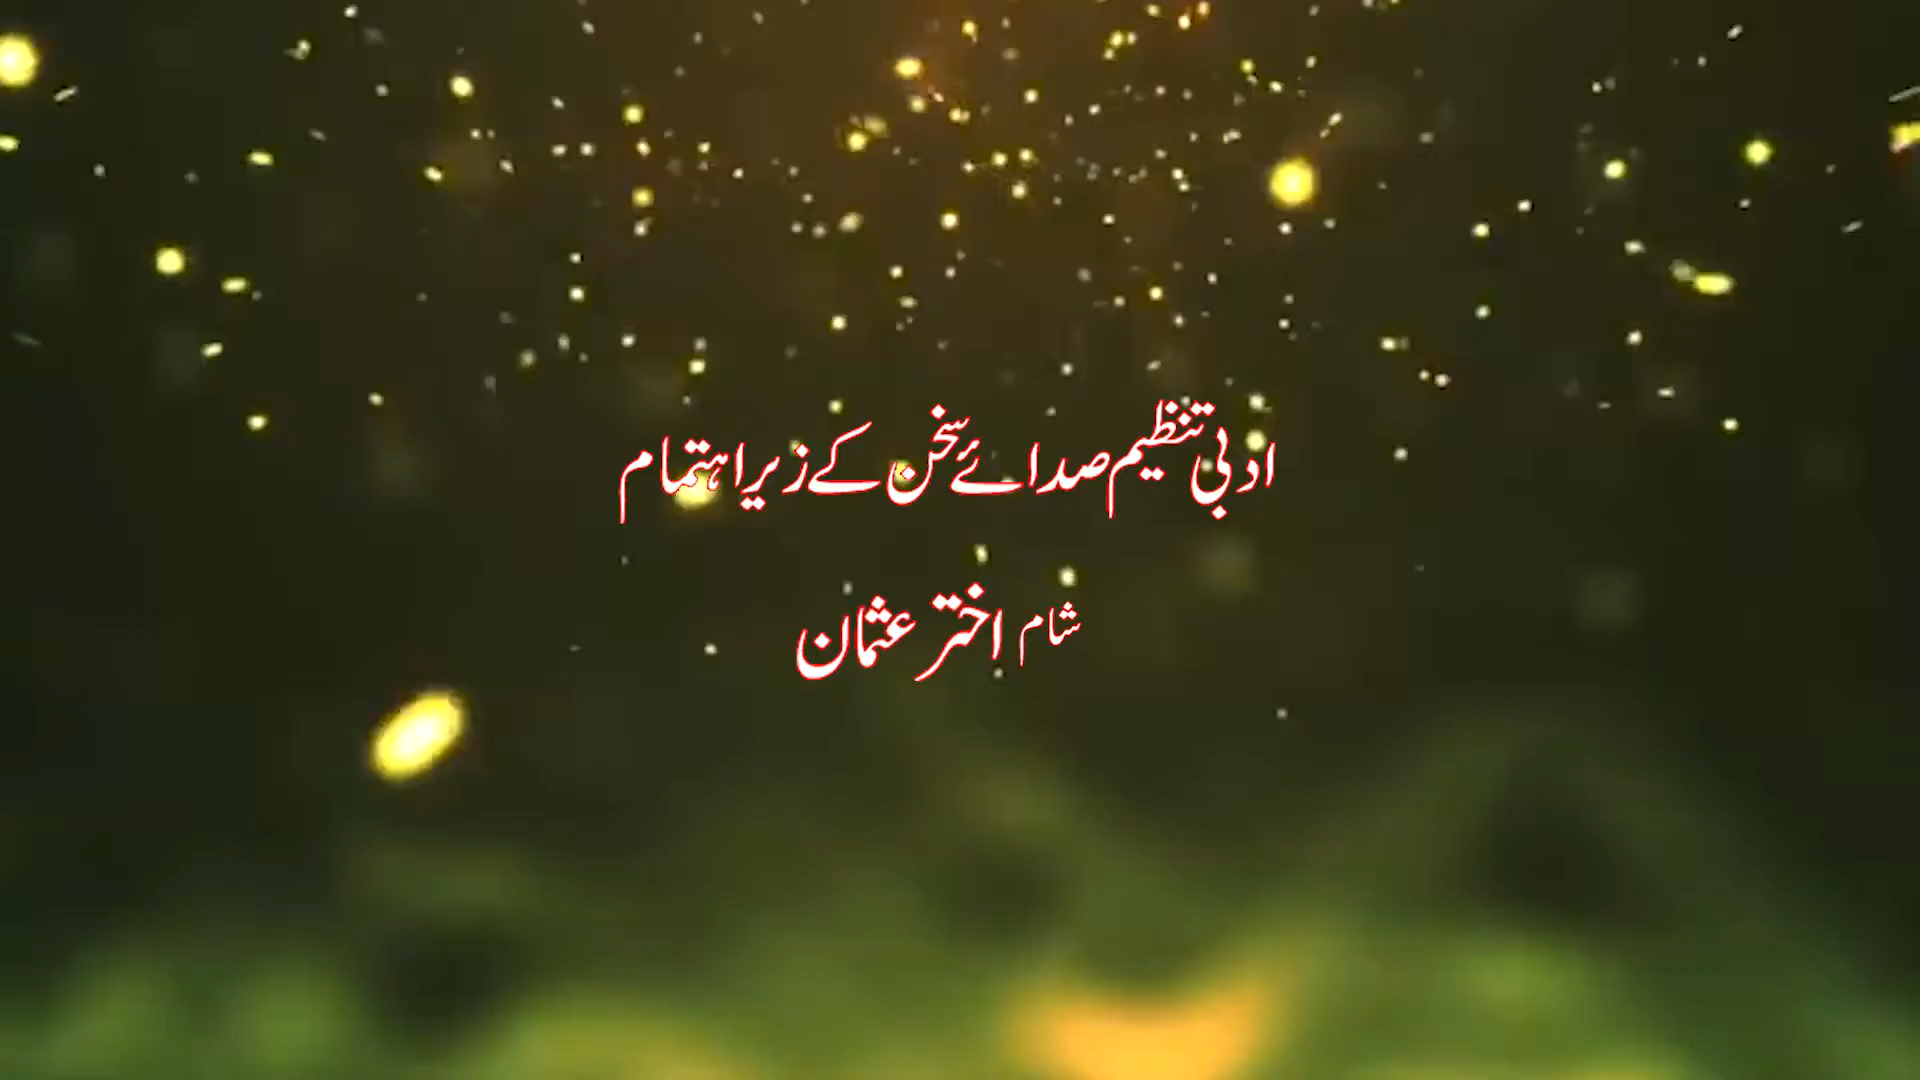 ادبی تنظیم صدائے سخن کے زیر اہتمام
شام اختر عثمان